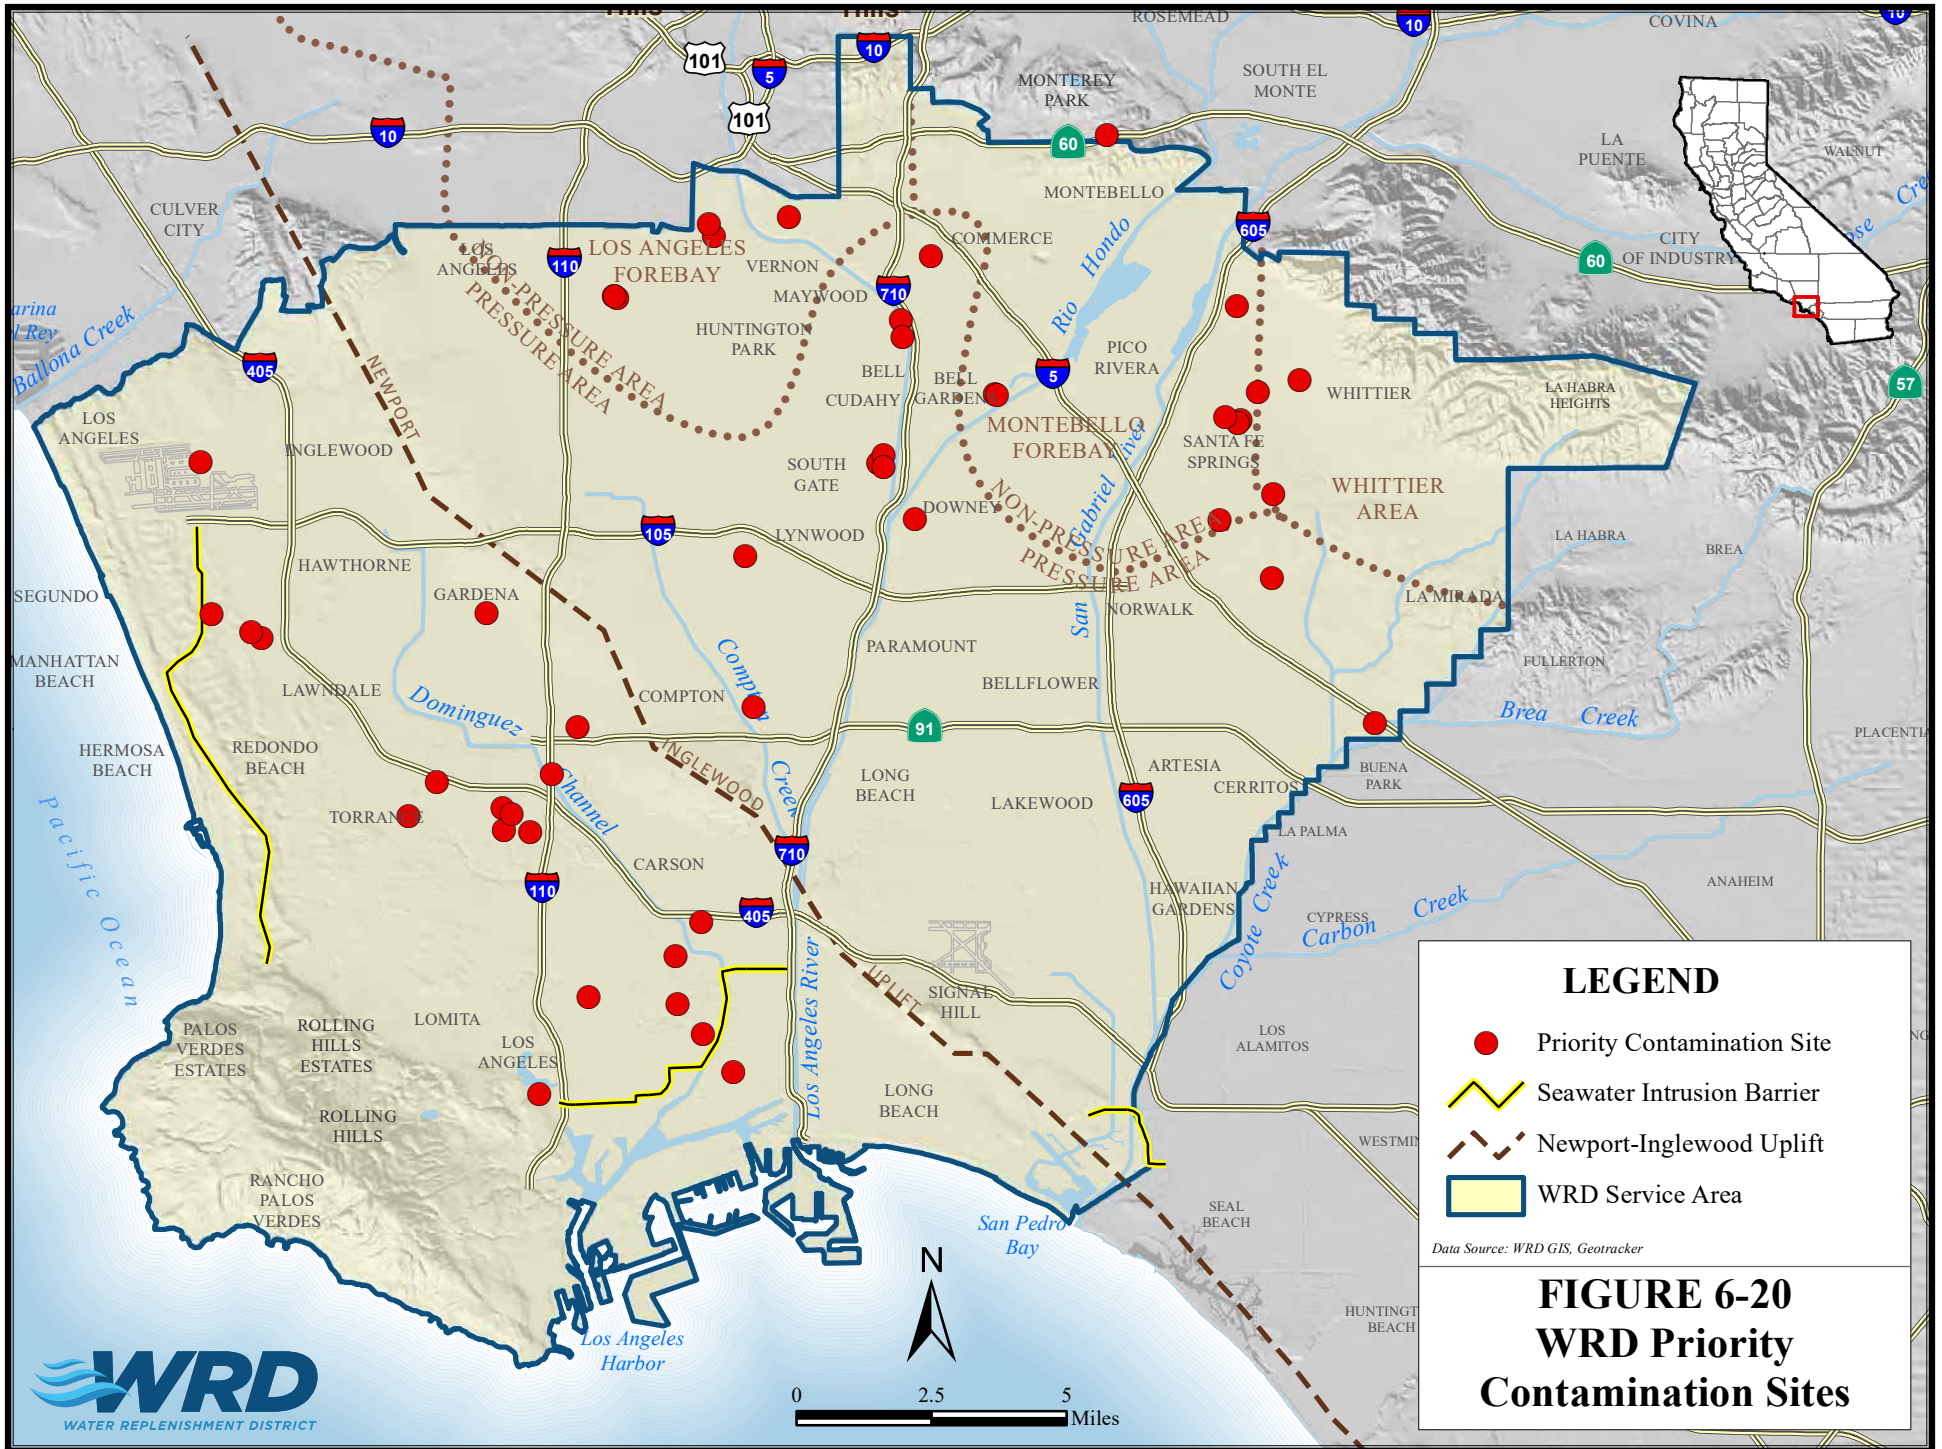 Hills
Hills
ROSEMEAD
10
10
COVINA
101
5
10
MONTEREY
PARK
SOUTH EL
MONTE
101
10
60
LA
PUENTE
WALNUT
MONTEBELLO
CULVER
CITY
605
LOS
ANGELES
110
LOS ANGELES
FOREBAY
VERNON
COMMERCE
Rio Hondo
CITY
OF INDUSTRY
60
NON-PRESSURE AREA
PRESSURE AREA
MAYWOOD
710
HUNTINGTON
PARK
Ballona Creek
405
NEWPORT
BELL
BELL
GARDENS
5
PICO
RIVERA
CUDAHY
WHITTIER
LA HABRA
HEIGHTS
57
LOS
ANGELES
INGLEWOOD
MONTEBELLO
FOREBAY
SANTA FE
SPRINGS
SOUTH
GATE
WHITTIER
AREA
DOWNEY
NON-PRESSURE AREA
PRESSURE AREA
San Gabriel River
105
LYNWOOD
LA HABRA
BREA
HAWTHORNE
SEGUNDO
GARDENA
NORWALK
LA MIRADA
MANHATTAN
BEACH
PARAMOUNT
FULLERTON
LAWNDALE
COMPTON
Compton
Creek
BELLFLOWER
Dominguez
Channel
91
Brea Creek
PLACENTIA
HERMOSA
BEACH
REDONDO
BEACH
INGLEWOOD
LONG
BEACH
ARTESIA
CERRITOS
BUENA
PARK
LAKEWOOD
605
TORRANCE
LA PALMA
Pacific Ocean
CARSON
710
110
HAWAIIAN
GARDENS
ANAHEIM
405
Coyote Creek
CYPRESS
Carbon Creek
UPLIFT
SIGNAL
HILL
Los Angeles River
PALOS
VERDES
ESTATES
ROLLING
HILLS
ESTATES
LOMITA
LOS
ANGELES
LOS
ALAMITOS
ROLLING
HILLS
LONG
BEACH
RANCHO
PALOS
VERDES
San Pedro
Bay
SEAL
BEACH
BEACH
Los Angeles
Harbor
LEGEND
Priority Contamination Site
Seawater Intrusion Barrier
Newport-Inglewood Uplift
WRD Service Area
Data Source: WRD GIS, Geotracker
FIGURE 6-20
WRD Priority
Contamination Sites
N
0 2.5 5
Miles
WRD
WATER REPLENISHMENT DISTRICT